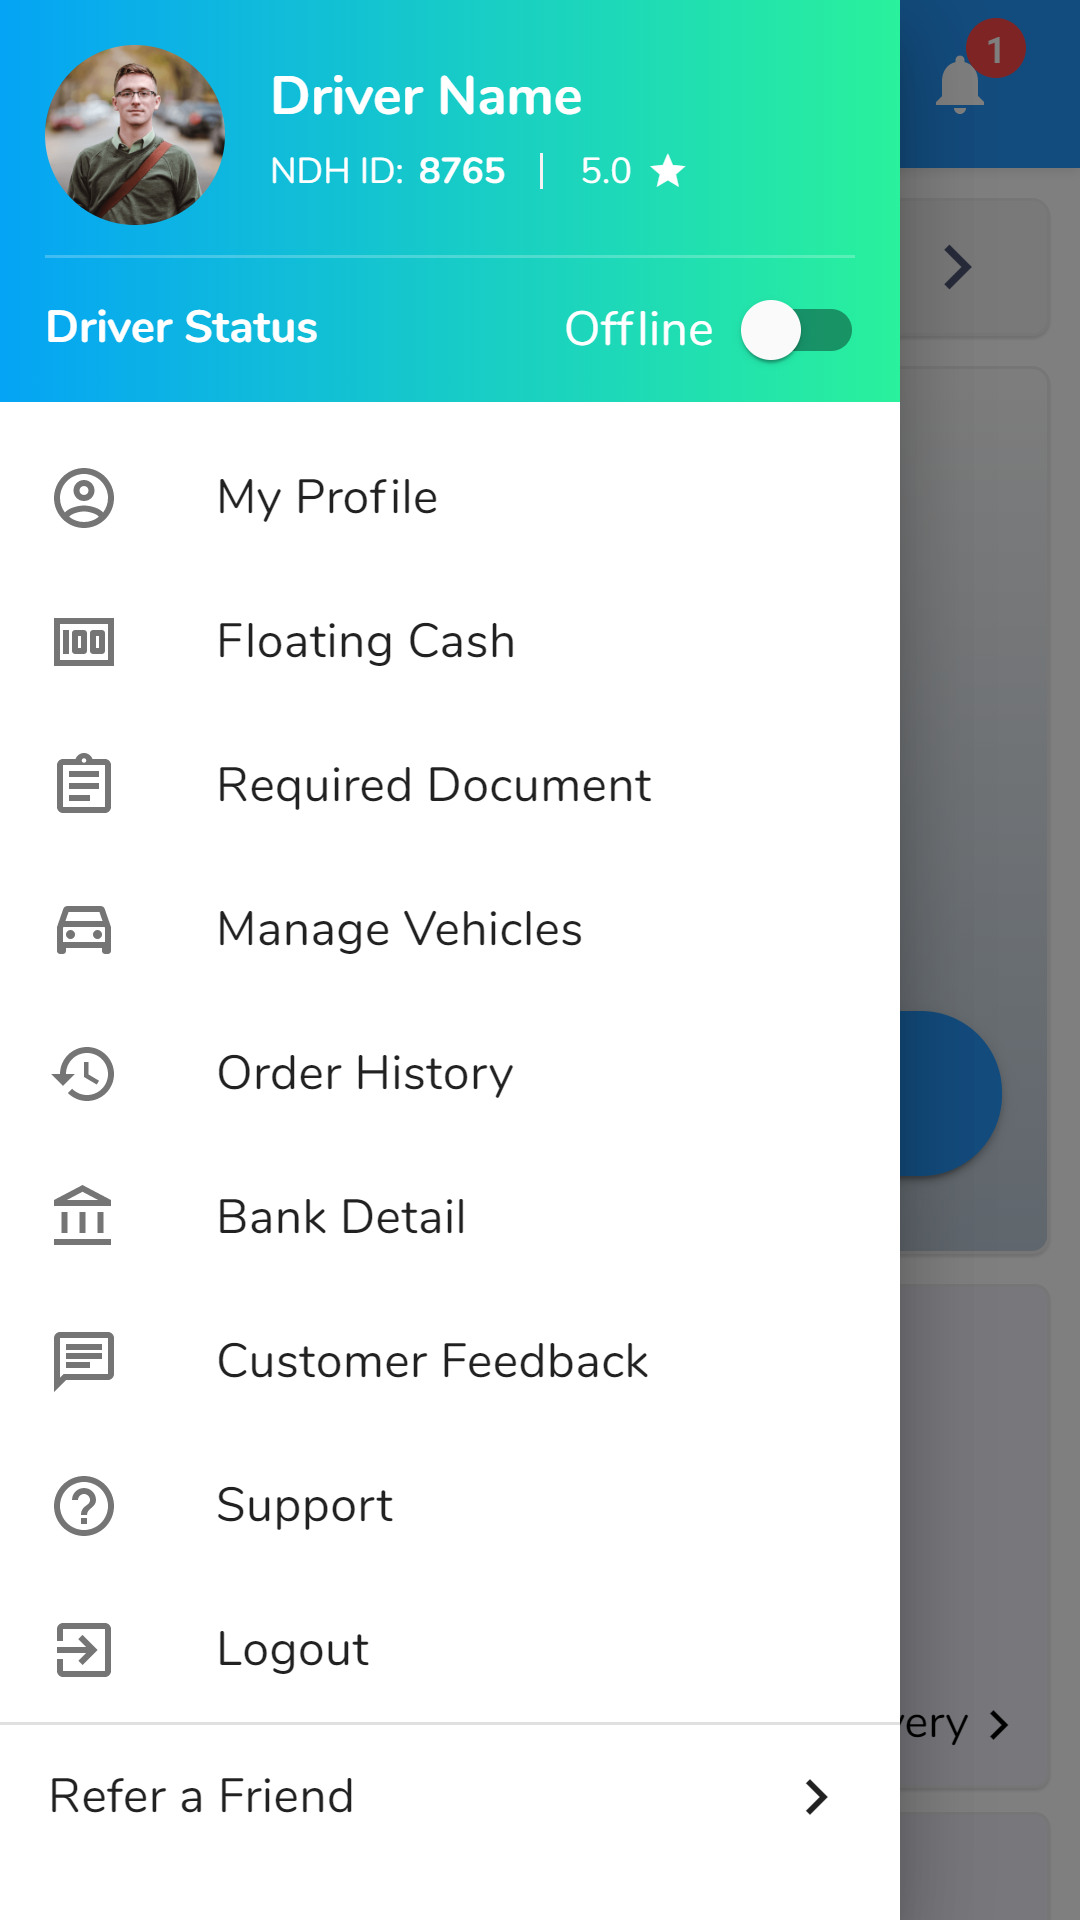 Driver Name
1
NDH ID: 8765 | 5.0
Driver Status
Offline
My Profile
100
Floating Cash
Required Document
Manage Vehicles
Order History
Bank Detail
Customer Feedback
Support
Logout
Refer a Friend